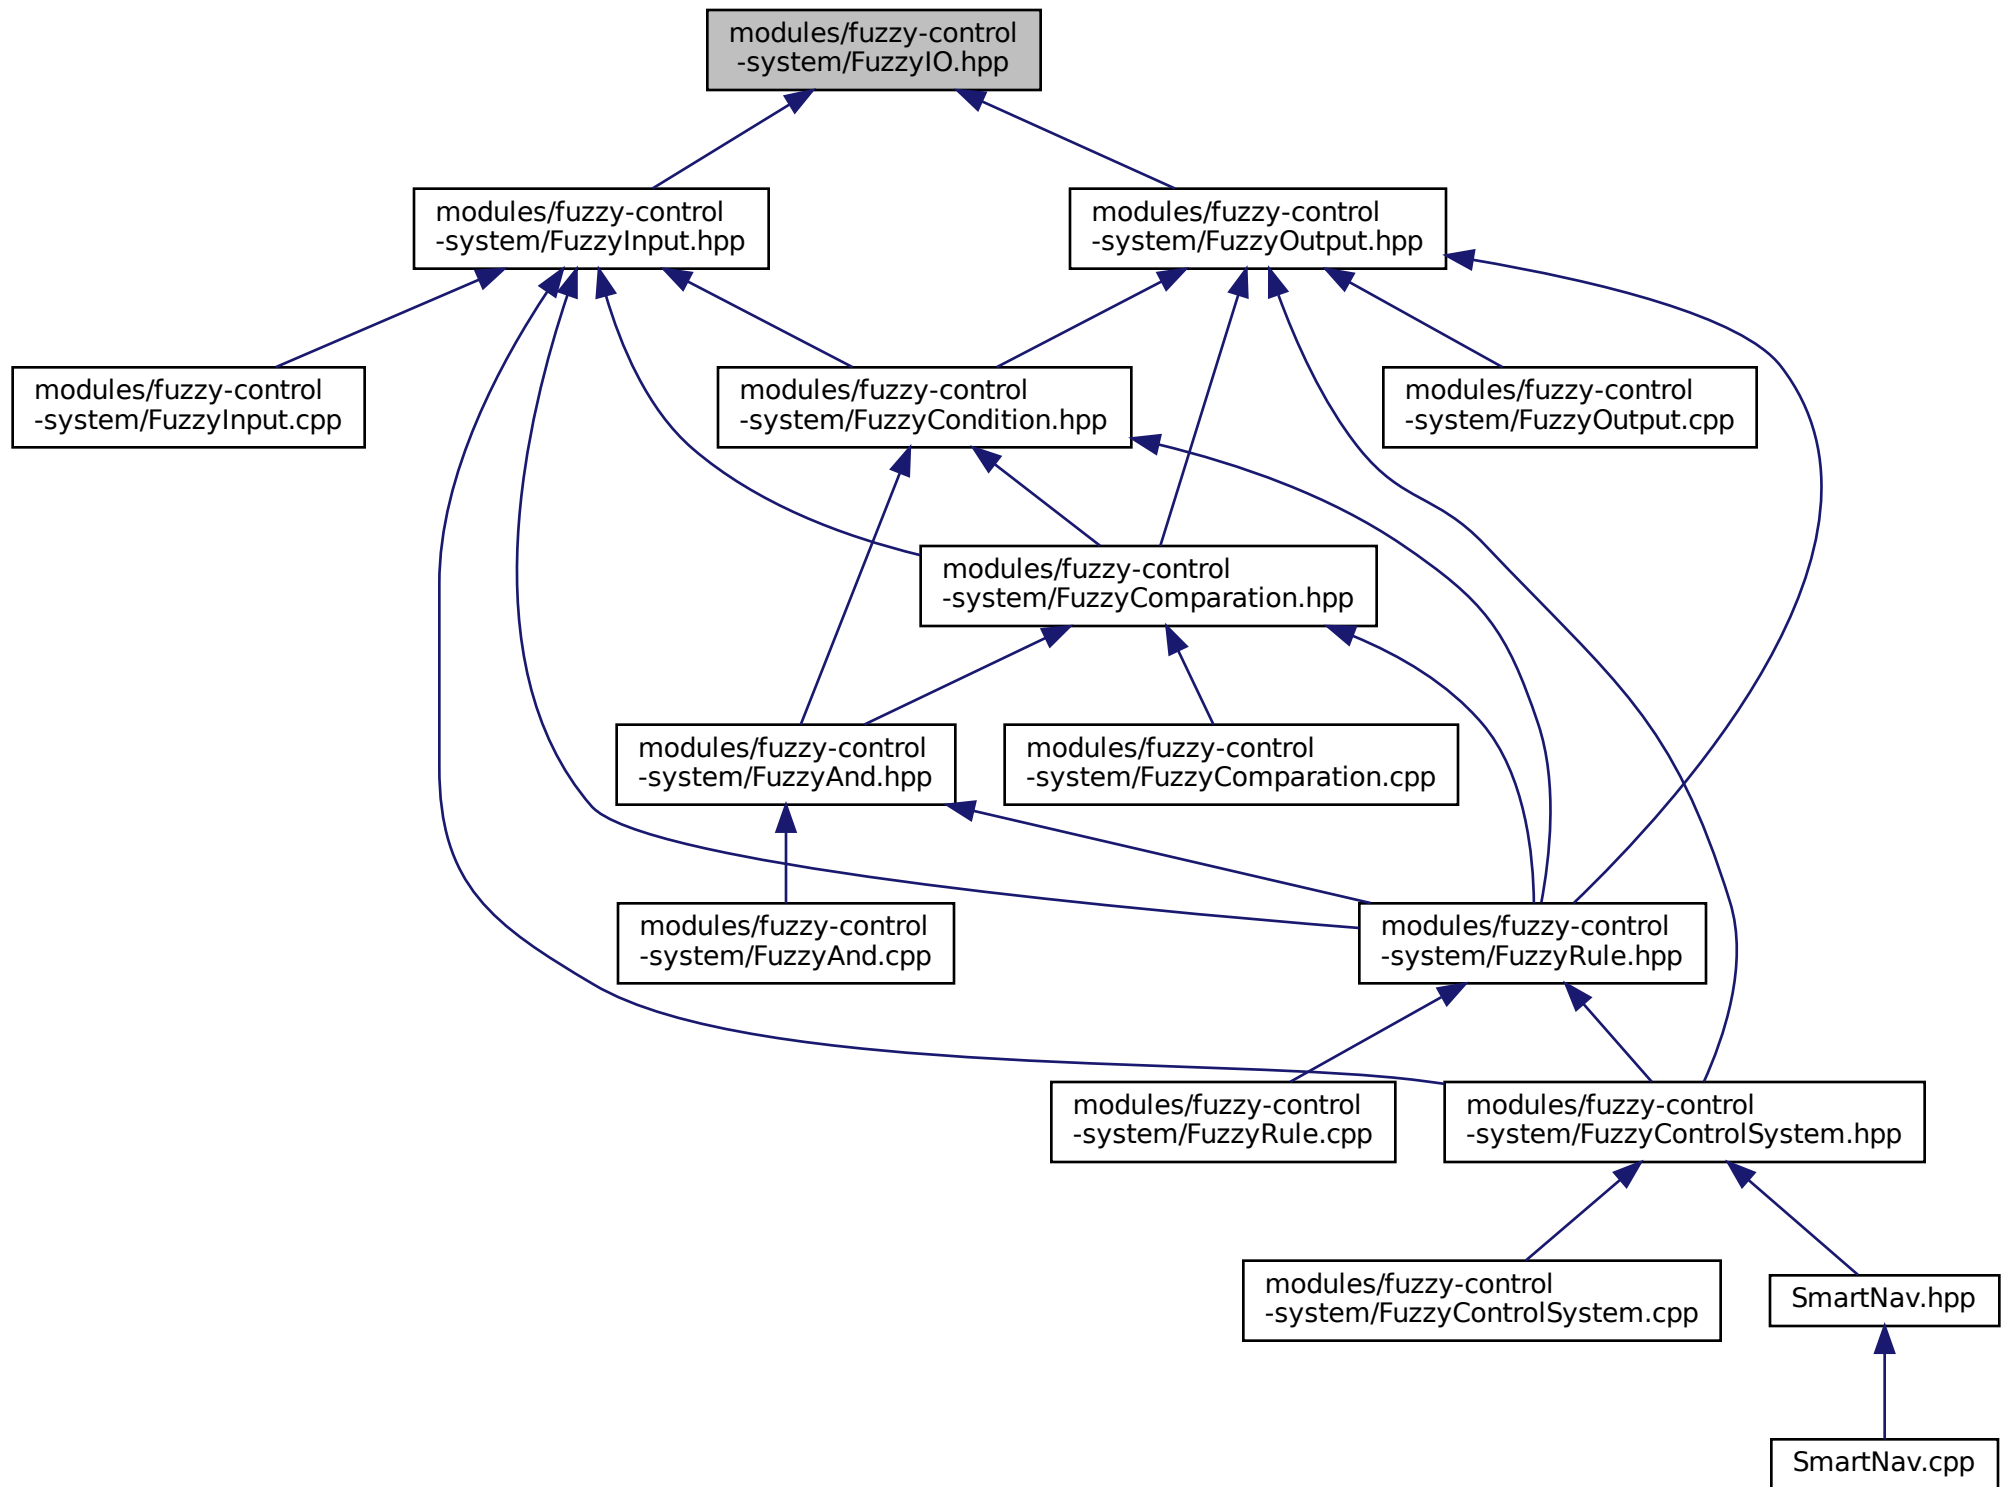 modules/fuzzy-control
-system/FuzzyIO.hpp
modules/fuzzy-control
-system/FuzzyInput.hpp
modules/fuzzy-control
-system/FuzzyOutput.hpp
modules/fuzzy-control
-system/FuzzyInput.cpp
modules/fuzzy-control
-system/FuzzyCondition.hpp
modules/fuzzy-control
-system/FuzzyOutput.cpp
modules/fuzzy-control
-system/FuzzyComparation.hpp
modules/fuzzy-control
-system/FuzzyAnd.hpp
modules/fuzzy-control
-system/FuzzyComparation.cpp
modules/fuzzy-control
-system/FuzzyAnd.cpp
modules/fuzzy-control
-system/FuzzyRule.hpp
modules/fuzzy-control
-system/FuzzyRule.cpp
modules/fuzzy-control
-system/FuzzyControlSystem.hpp
modules/fuzzy-control
-system/FuzzyControlSystem.cpp
SmartNav.hpp
SmartNav.cpp